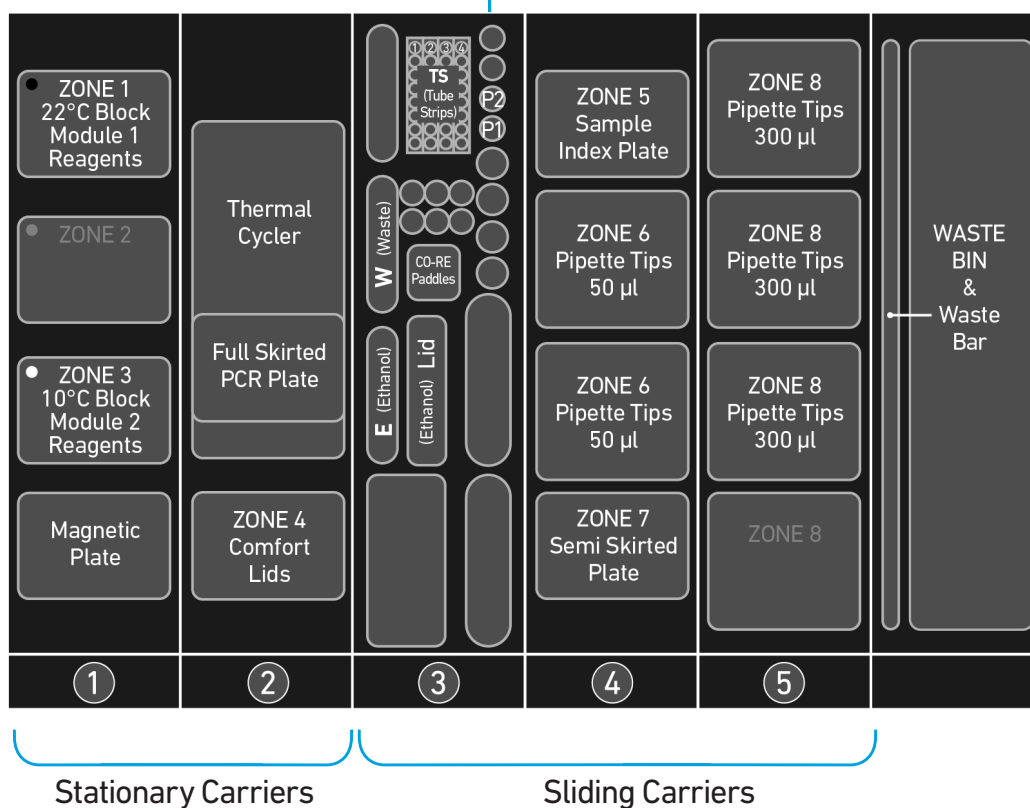 ZONE 1
22°C Block
Module 1
Reagents
ZONE 2
ZONE 3
10°C Block
Module 2
Reagents
Magnetic
Plate
Thermal
Cycler
Full Skirted
PCR Plate
ZONE 4
Comfort
Lids
1 2 3 4
TS
(Tube
Strips)
P2
P1
W (Waste)
CO-RE
Paddles
E (Ethanol)
(Ethanol) Lid
ZONE 5
Sample
Index Plate
ZONE 6
Pipette Tips
50 µl
ZONE 6
Pipette Tips
50 µl
ZONE 7
Semi Skirted
Plate
ZONE 8
Pipette Tips
300 µl
ZONE 8
Pipette Tips
300 µl
ZONE 8
Pipette Tips
300 µl
ZONE 8
WASTE
BIN
&
Waste
Bar
1 2 3 4 5
Stationary Carriers
Sliding Carriers